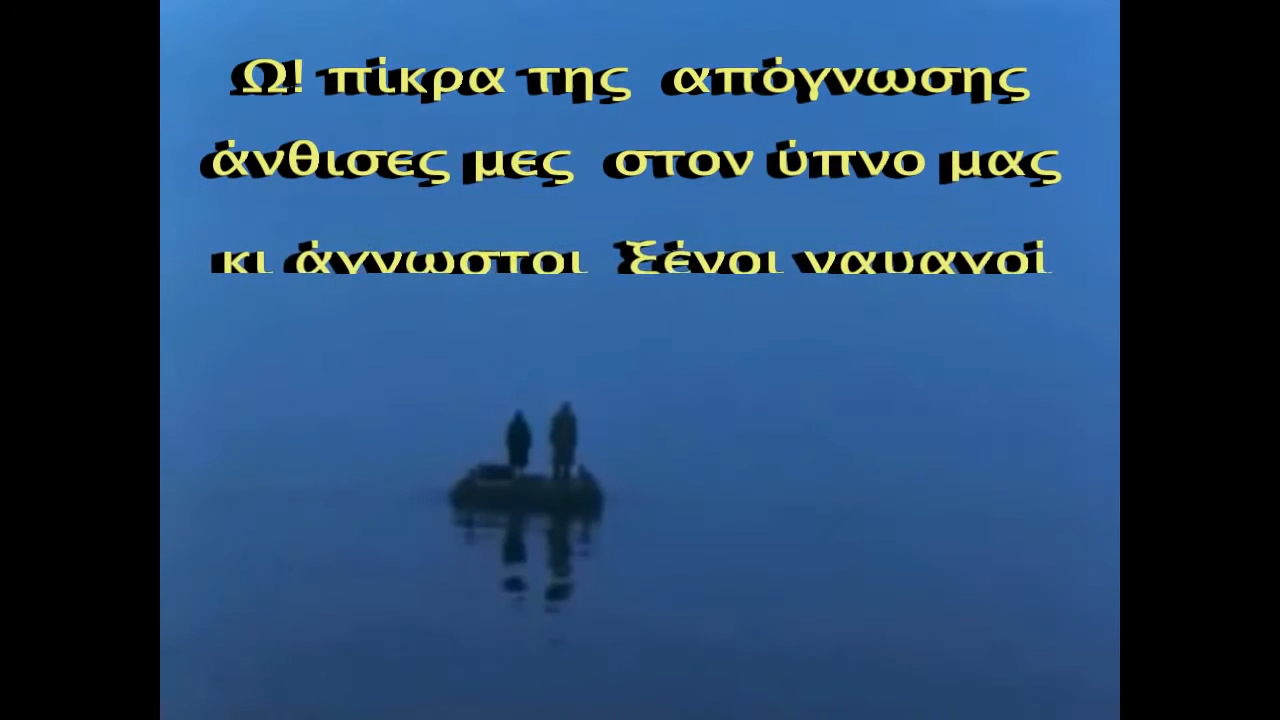 Ω! πίκρα της απόγνωσης
άνθισες μες στον ύπνο μας
κι άγνωστοι ξένοι ναυαγοί